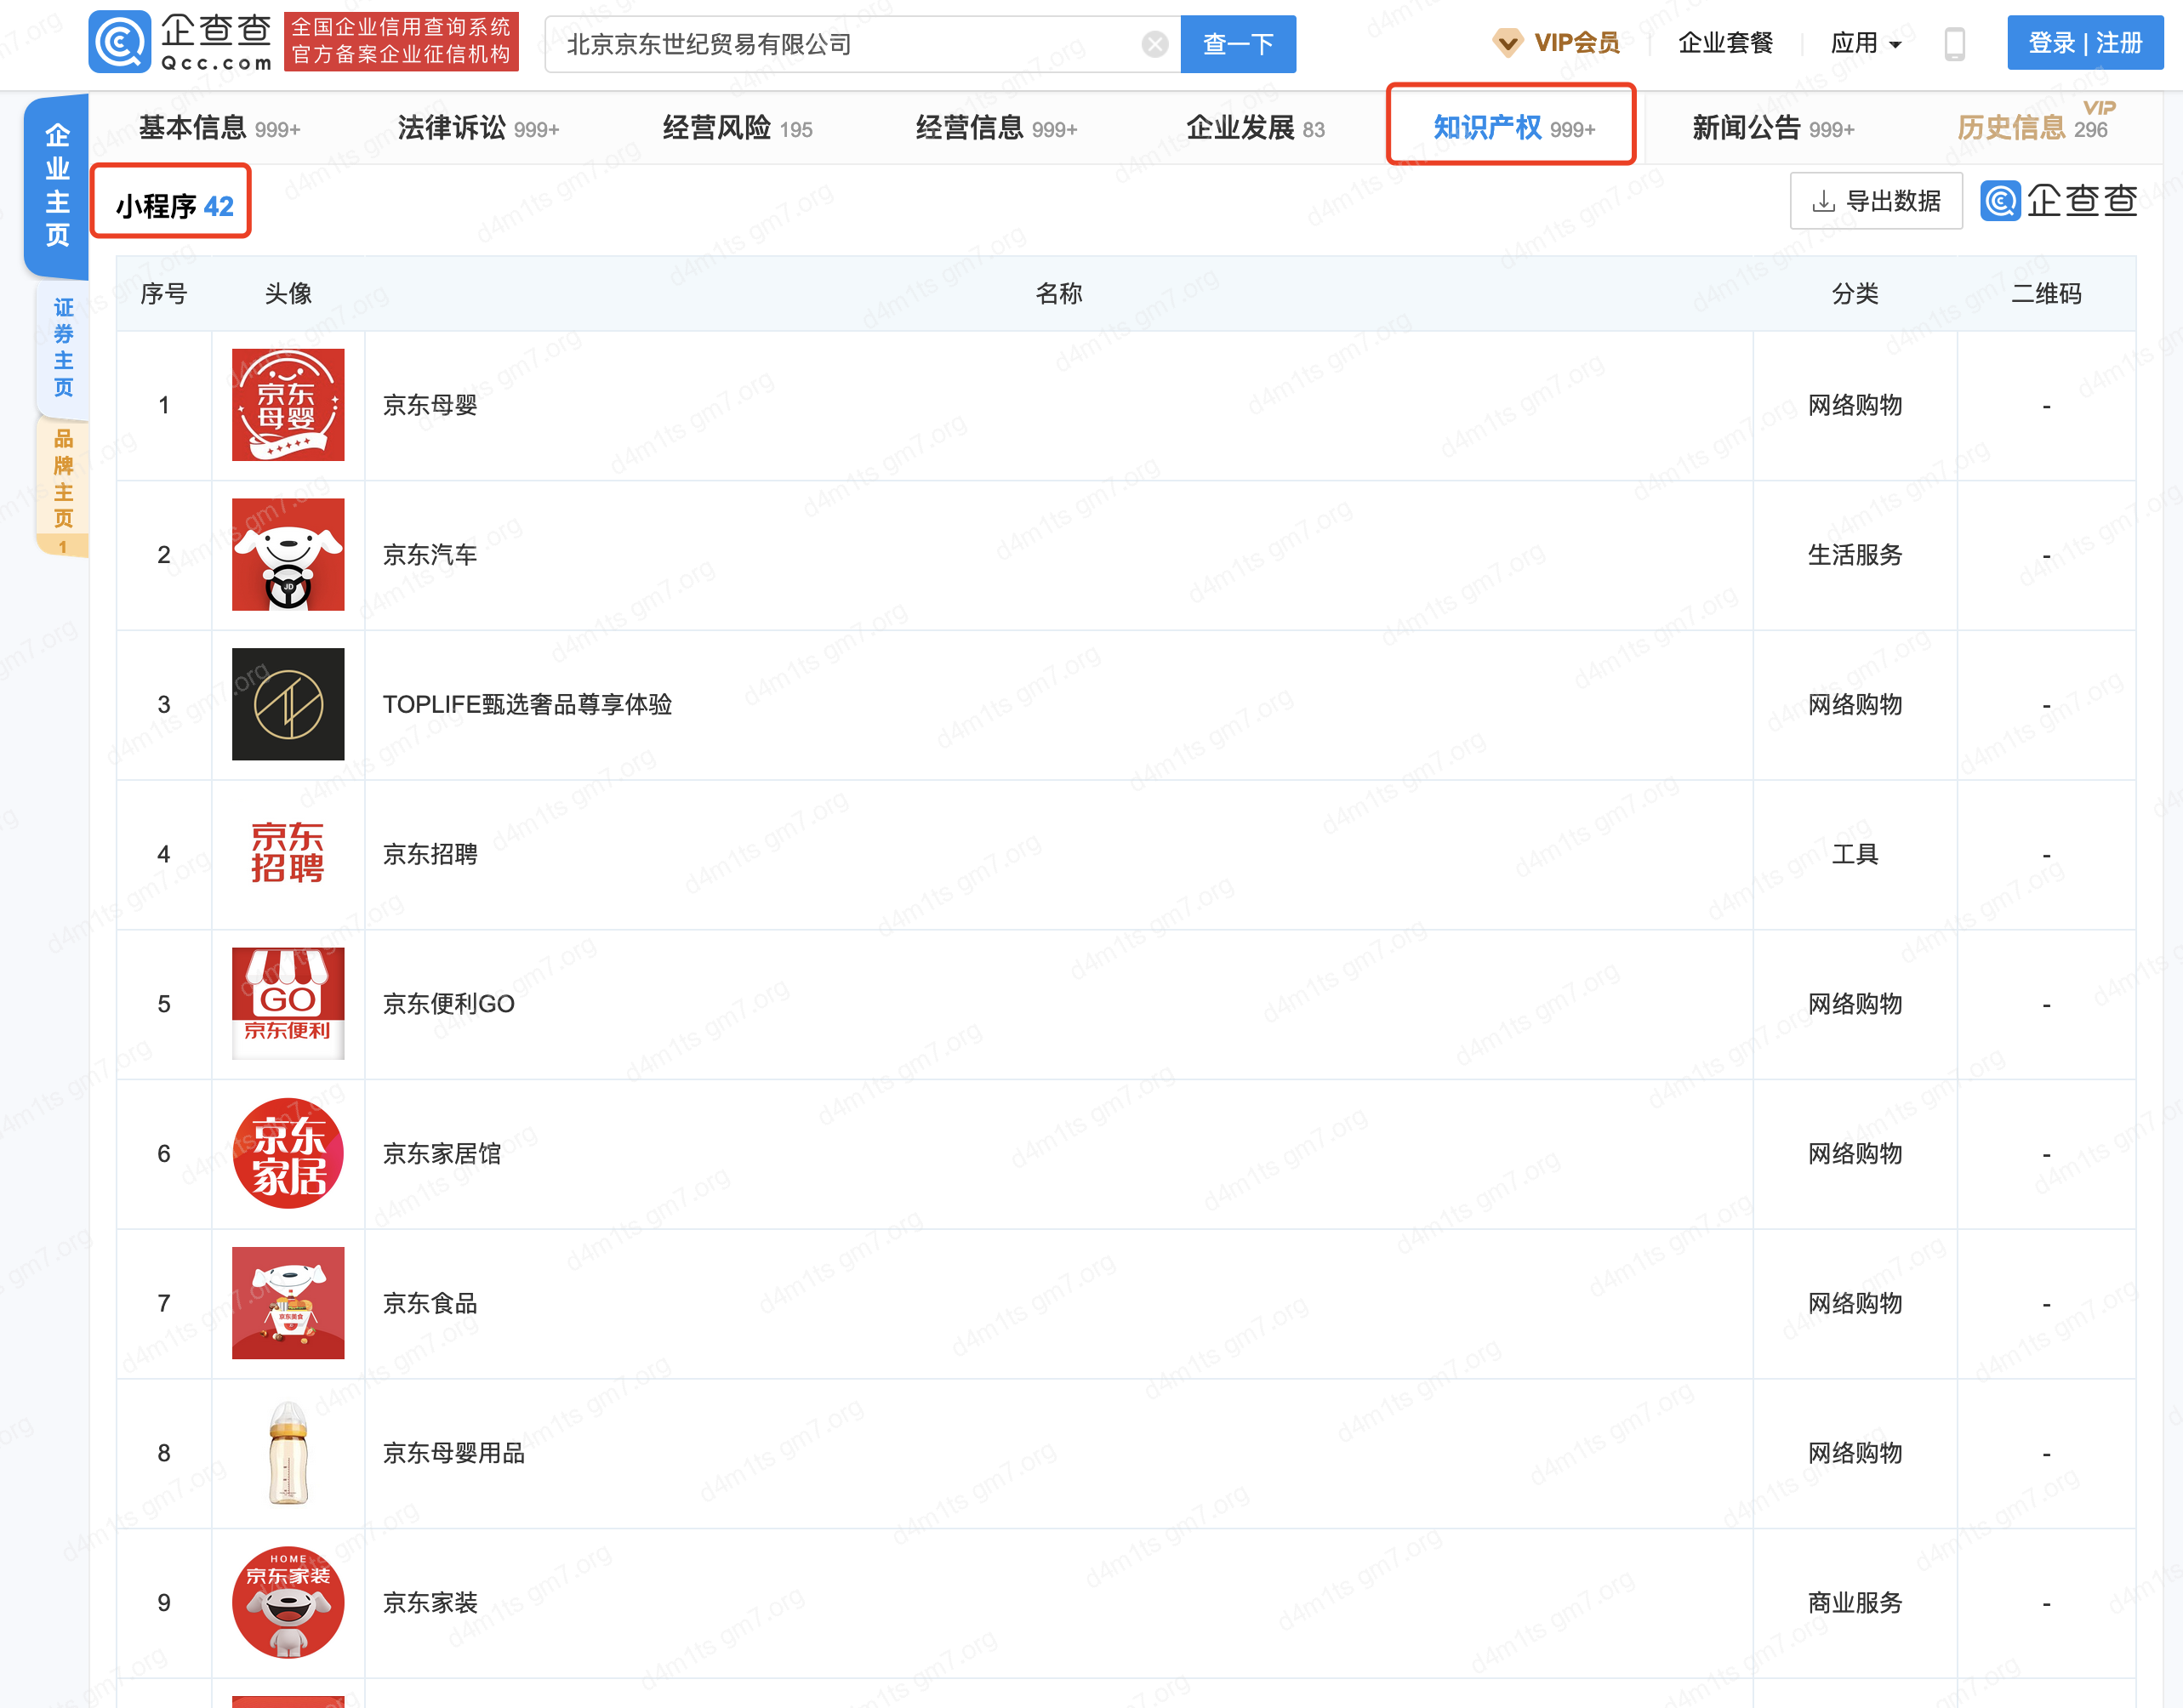 企查查
Qcc.com
全国企业信用查询系统
官方备案企业征信机构
北京京东世纪贸易有限公司
查一下
VIP会员
企业套餐
应用
登录 | 注册
企业主页
证券主页
品牌主页
1
基本信息 999+
法律诉讼 999+
经营风险 195
经营信息 999+
企业发展 83
知识产权 999+
新闻公告 999+
历史信息 296
VIP
小程序 42
导出数据
企查查
序号 头像 名称 分类 二维码
京东
母婴
1 京东母婴 网络购物 -
JD
2 京东汽车 生活服务 -
3 TOPLIFE甄选奢品尊享体验 网络购物 -
京东
招聘
4 京东招聘 工具 -
GO
京东便利
5 京东便利GO 网络购物 -
京东
家居
6 京东家居馆 网络购物 -
京东美食
7 京东食品 网络购物 -
8 京东母婴用品 网络购物 -
HOME
京东家装
9 京东家装 商业服务 -
d4m1ts gm7.org